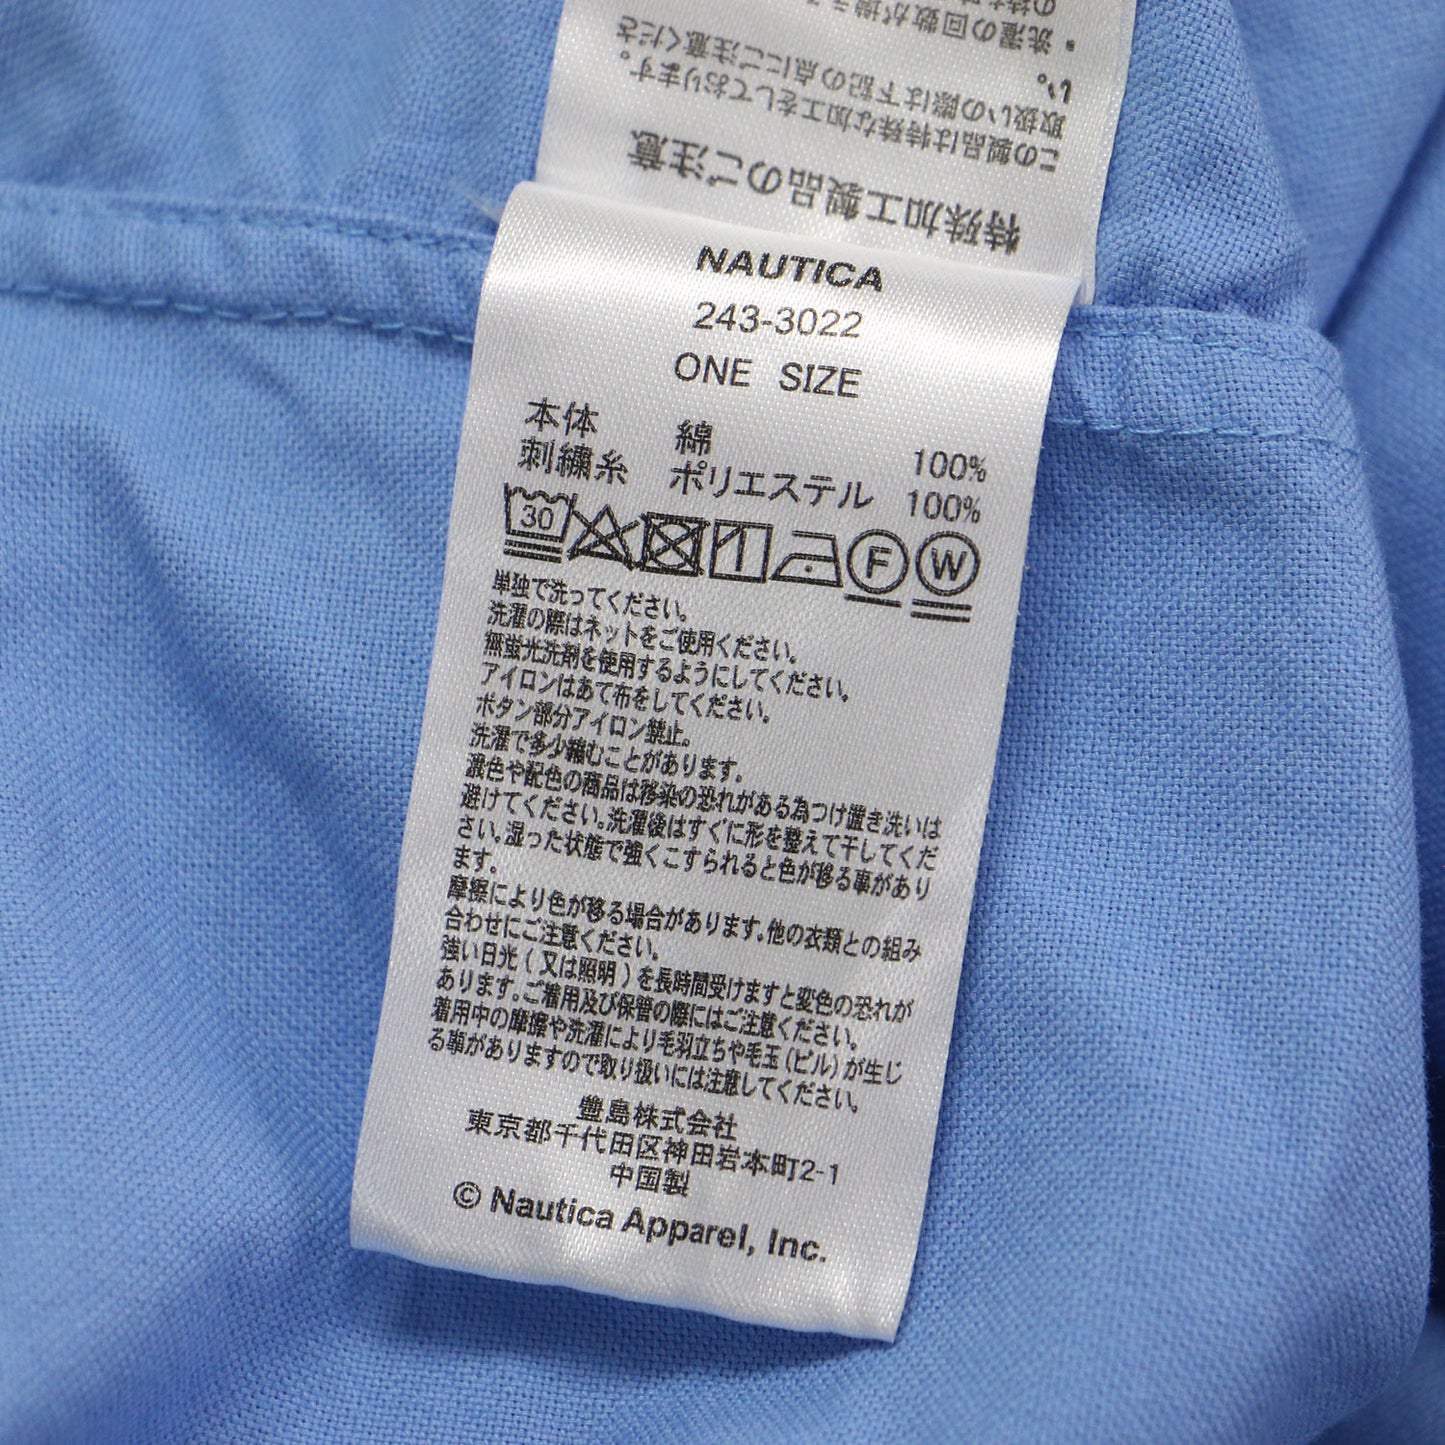 の
・洗濯の回数が増え
い。
取扱いの際は下記の点にご注意くださ
この製品は特殊な加工をしております。
特殊加工製品のご注意
NAUTICA
243-3022
ONE SIZE
本体 綿 100%
刺繍糸 ポリエステル 100%
30
F W
単独で洗ってください。
洗濯の際はネットをご使用ください。
無蛍光洗剤を使用するようにしてください。
アイロンはあて布をしてください。
ボタン部分アイロン禁止。
洗濯で多少縮むことがあります。
濃色や配色の商品は移染の恐れがある為つけ置き洗いは
避けてください。洗濯後はすぐに形を整えて干してくだ
さい。湿った状態で強くこすられると色が移る事があり
ます。
摩擦により色が移る場合があります。他の衣類との組み
合わせにご注意ください。
強い日光(又は照明)を長時間受けますと変色の恐れが
あります。ご着用及び保管の際にはご注意ください。
着用中の摩擦や洗濯により毛羽立ちや毛玉(ピル)が生じ
る事がありますので取り扱いには注意してください。
豊島株式会社
東京都千代田区神田岩本町2-1
中国製
© Nautica Apparel, Inc.